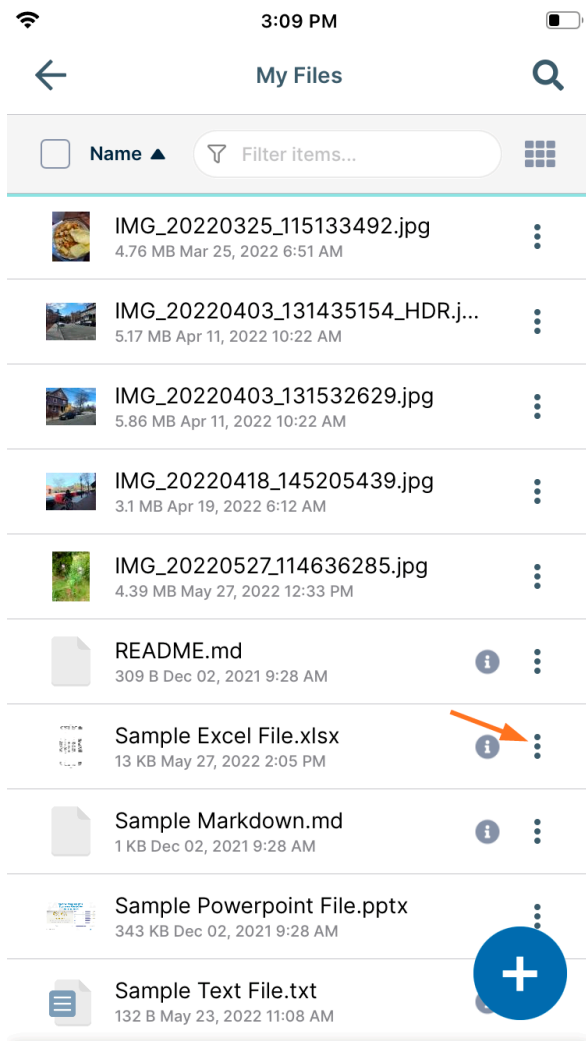 3:09 PM
My Files
Name
Filter items...
IMG_20220325_115133492.jpg
4.76 MB Mar 25, 2022 6:51 AM
IMG_20220403_131435154_HDR.j...
5.17 MB Apr 11, 2022 10:22 AM
IMG_20220403_131532629.jpg
5.86 MB Apr 11, 2022 10:22 AM
IMG_20220418_145205439.jpg
3.1 MB Apr 19, 2022 6:12 AM
IMG_20220527_114636285.jpg
4.39 MB May 27, 2022 12:33 PM
README.md
309 B Dec 02, 2021 9:28 AM
Sample Excel File.xlsx
13 KB May 27, 2022 2:05 PM
Sample Markdown.md
1 KB Dec 02, 2021 9:28 AM
Sample Powerpoint File.pptx
343 KB Dec 02, 2021 9:28 AM
Sample Text File.txt
132 B May 23, 2022 11:08 AM